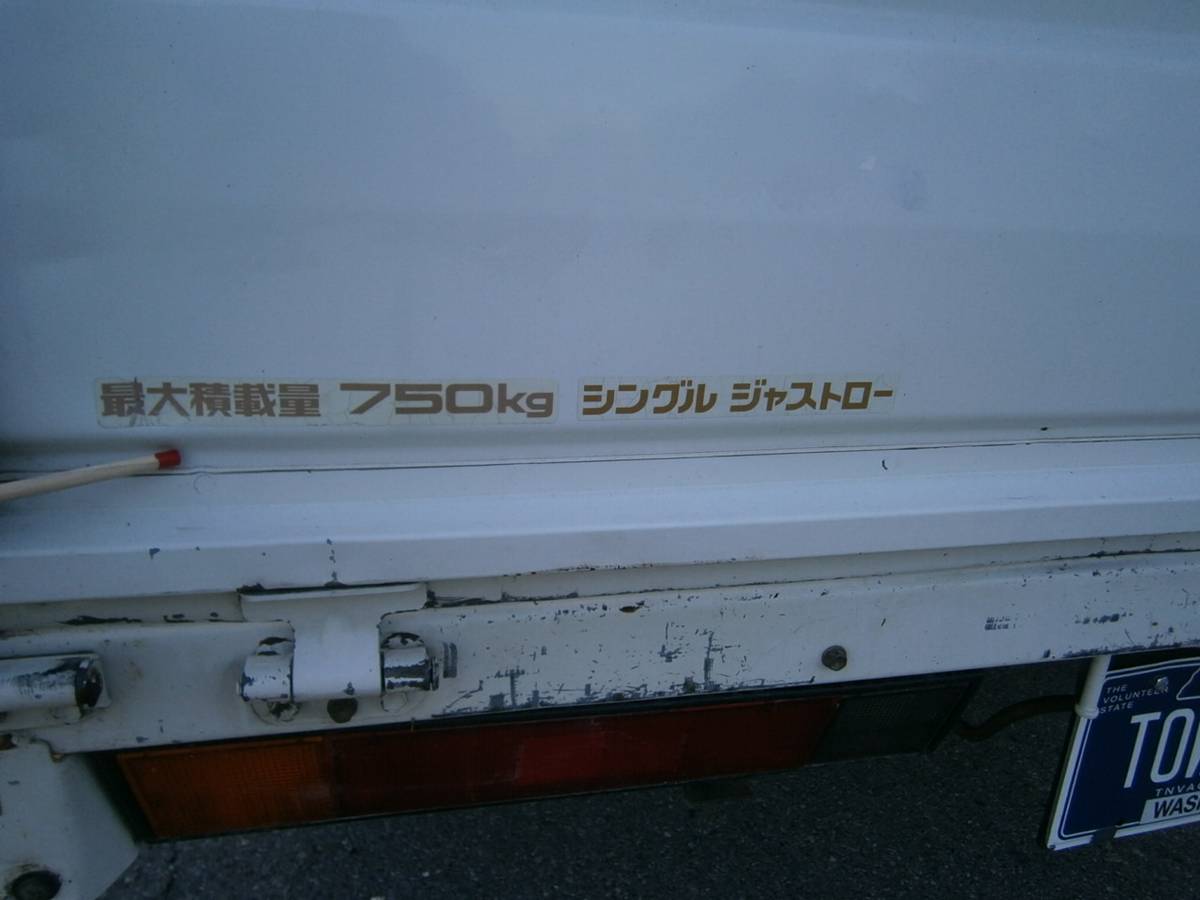 最大積載量 750kg シングル ジャストロー
THE
VOLUNTEER
STATE